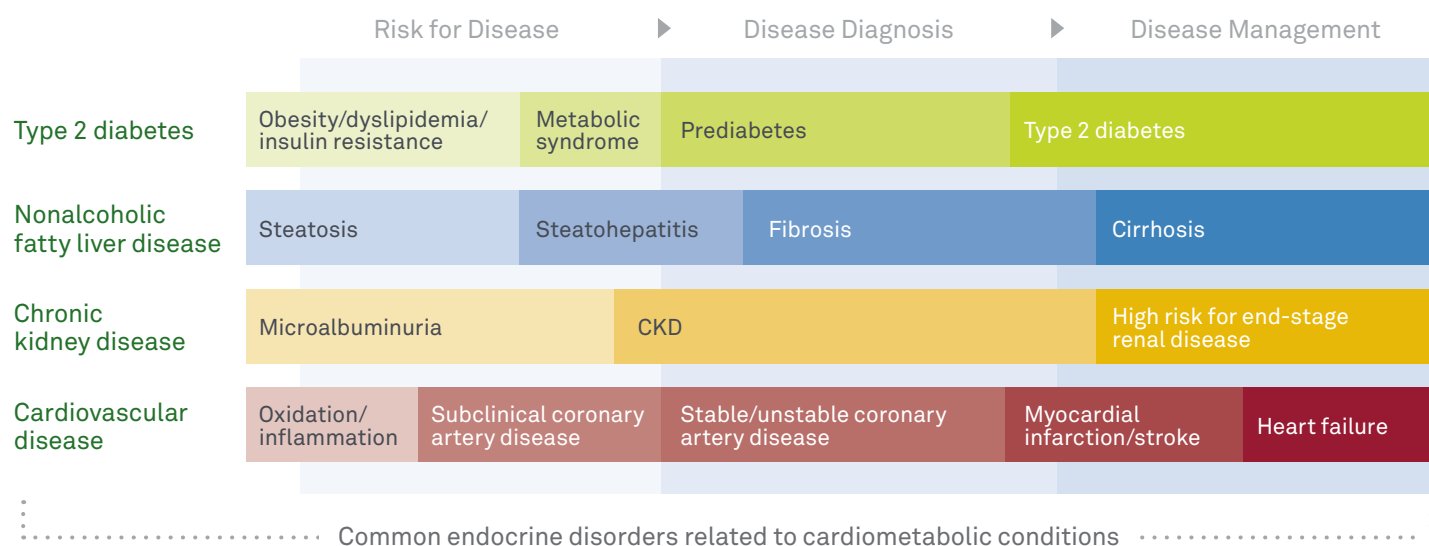 Risk for Disease
Disease Diagnosis
Disease Management
Type 2 diabetes
Obesity/dyslipidemia/
insulin resistance
Metabolic
syndrome
Prediabetes
Type 2 diabetes
Nonalcoholic
fatty liver disease
Steatosis
Steatohepatitis
Fibrosis
Cirrhosis
Chronic
kidney disease
Microalbuminuria
CKD
High risk for end-stage
renal disease
Cardiovascular
disease
Oxidation/
inflammation
Subclinical coronary
artery disease
Stable/unstable coronary
artery disease
Myocardial
infarction/stroke
Heart failure
Common endocrine disorders related to cardiometabolic conditions